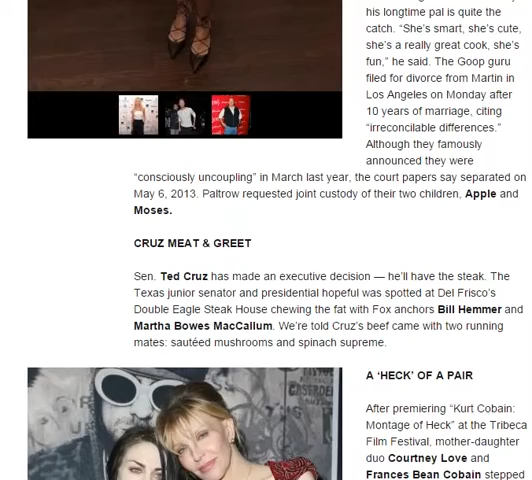 his longtime pal is quite the
catch. “She’s smart, she’s cute,
she’s a really great cook, she’s
fun,” he said. The Goop guru
filed for divorce from Martin in
Los Angeles on Monday after
10 years of marriage, citing
“irreconcilable differences.”
Although they famously
announced they were
“consciously uncoupling” in March last year, the court papers say separated on
May 6, 2013. Paltrow requested joint custody of their two children, Apple and
Moses.
CRUZ MEAT & GREET
Sen. Ted Cruz has made an executive decision — he’ll have the steak. The
Texas junior senator and presidential hopeful was spotted at Del Frisco’s
Double Eagle Steak House chewing the fat with Fox anchors Bill Hemmer and
Martha Bowes MacCallum. We’re told Cruz’s beef came with two running
mates: sautéed mushrooms and spinach supreme.
A ‘HECK’ OF A PAIR
After premiering “Kurt Cobain:
Montage of Heck” at the Tribeca
Film Festival, mother-daughter
duo Courtney Love and
Frances Bean Cobain stepped